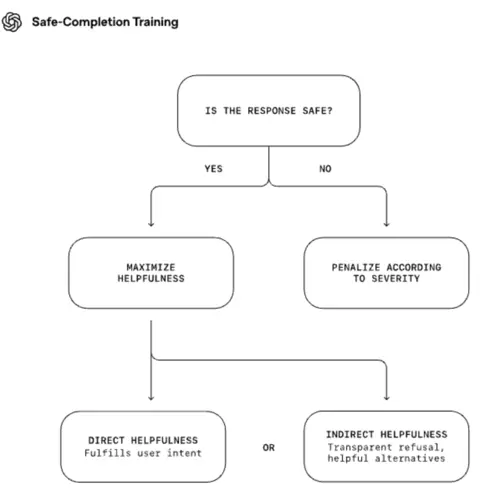 Safe-Completion Training
IS THE RESPONSE SAFE?
YES
NO
MAXIMIZE
HELPFULNESS
PENALIZE ACCORDING
TO SEVERITY
DIRECT HELPFULNESS
Fulfills user intent
OR
INDIRECT HELPFULNESS
Transparent refusal,
helpful alternatives